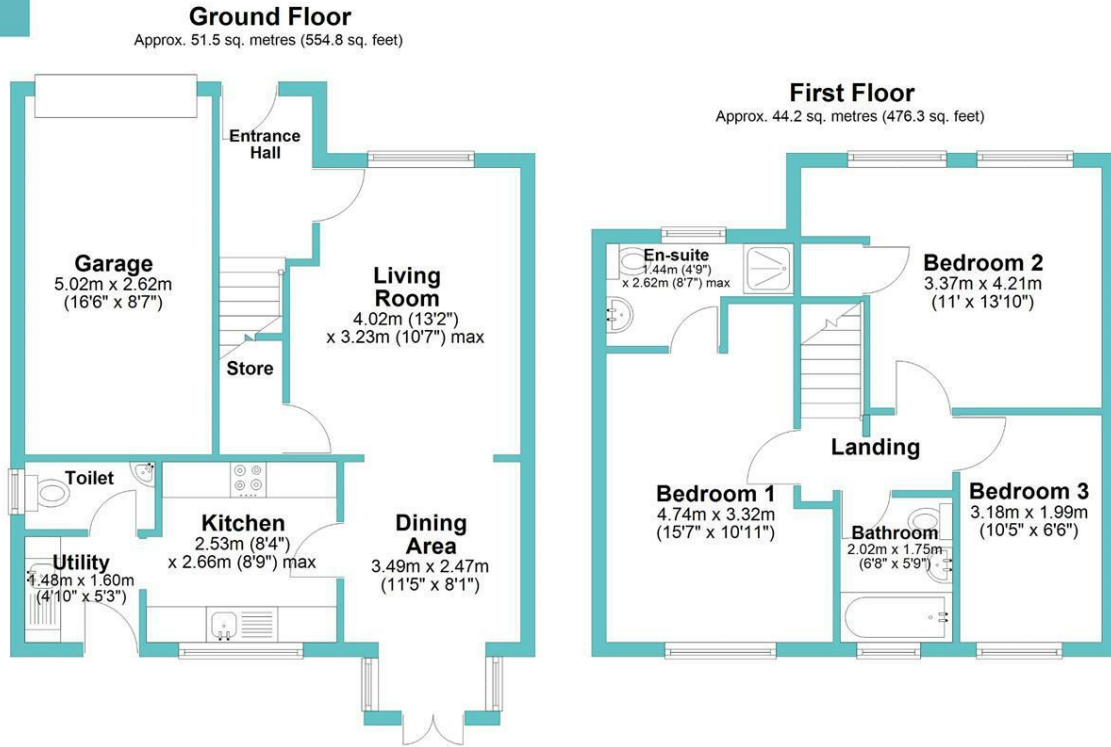 Ground Floor
Approx. 51.5 sq. metres (554.8 sq. feet)
Entrance
Hall
Garage
5.02m x 2.62m
(16'6" x 8'7")
Living
Room
4.02m (13'2")
x 3.23m (10'7") max
Store
Toilet
Kitchen
2.53m (8'4")
x 2.66m (8'9") max
Dining
Area
3.49m x 2.47m
(11'5" x 8'1")
Utility
1.48m x 1.60m
(4'10" x 5'3")
First Floor
Approx. 44.2 sq. metres (476.3 sq. feet)
En-suite
1.44m (4'9")
x 2.62m (8'7") max
Bedroom 2
3.37m x 4.21m
(11' x 13'10")
Landing
Bedroom 1
4.74m x 3.32m
(15'7" x 10'11")
Bathroom
2.02m x 1.75m
(6'8" x 5'9")
Bedroom 3
3.18m x 1.99m
(10'5" x 6'6")